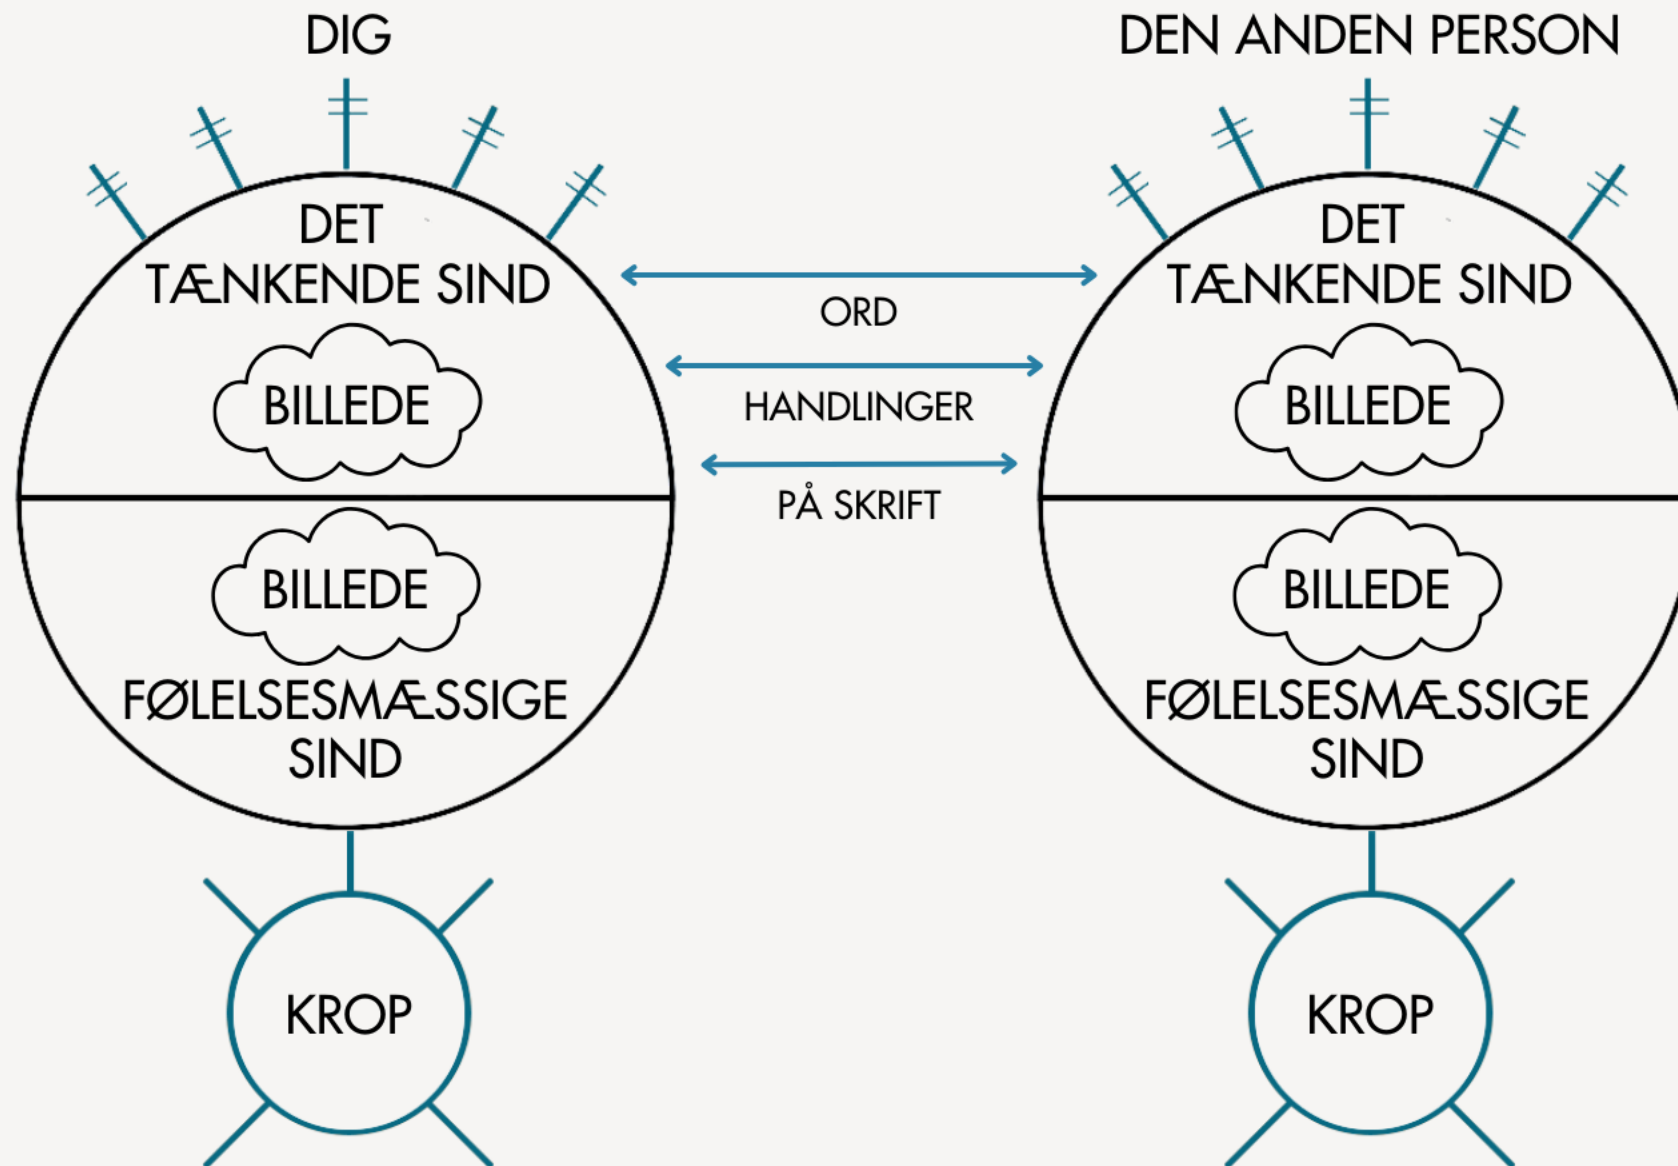 DIG
DET
TÆNKENDE SIND
BILLEDE
BILLEDE
FØLELSESMÆSSIGE
SIND
KROP
ORD
HANDLINGER
PÅ SKRIFT
DEN ANDEN PERSON
DET
TÆNKENDE SIND
BILLEDE
BILLEDE
FØLELSESMÆSSIGE
SIND
KROP